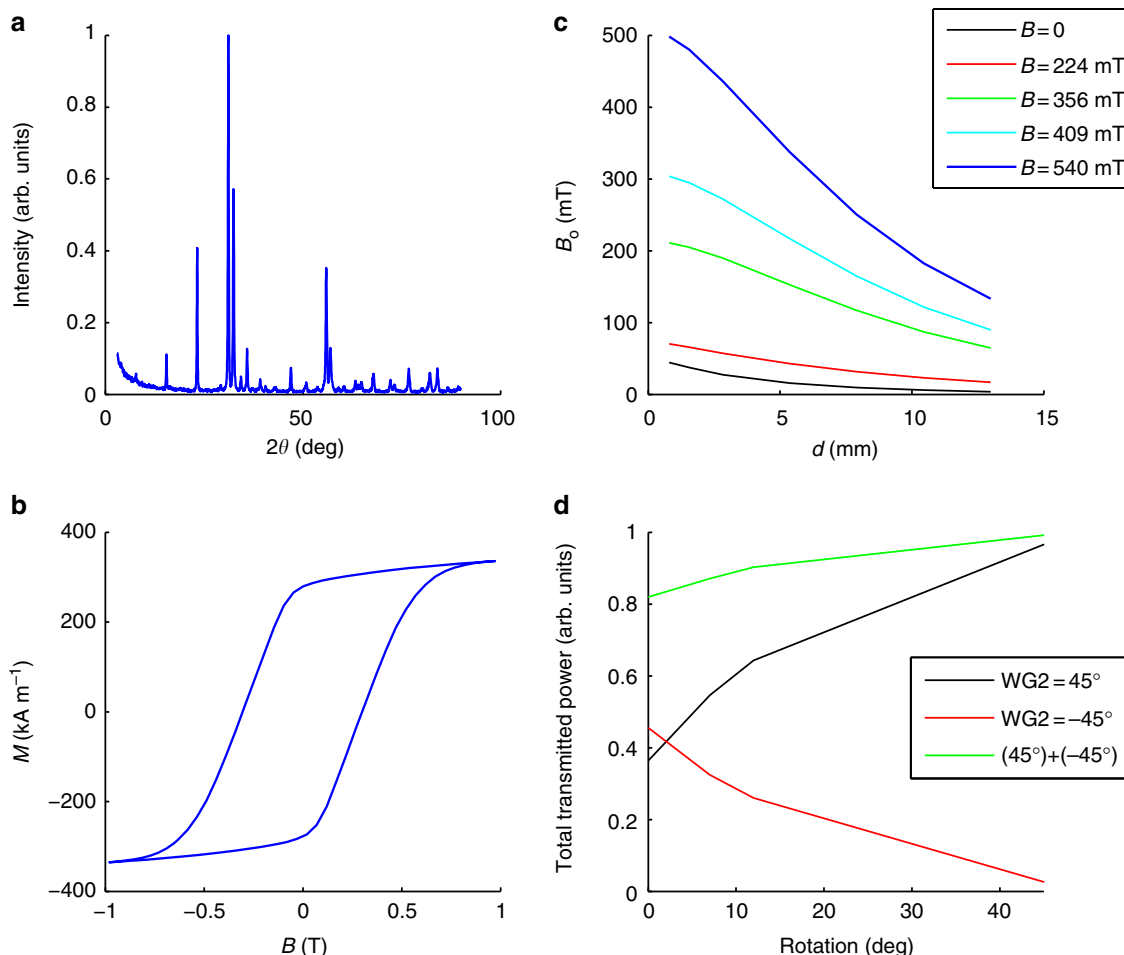 a
Intensity (arb. units)
1
0.8
0.6
0.4
0.2
0
0
50
100
2θ (deg)
c
B₀ (mT)
500
400
300
200
100
0
0
5
10
15
d (mm)
B = 0
B = 224 mT
B = 356 mT
B = 409 mT
B = 540 mT
b
M (kA m⁻¹)
400
200
0
−200
−400
−1
−0.5
0
0.5
1
B (T)
d
Total transmitted power (arb. units)
1
0.8
0.6
0.4
0.2
0
0
10
20
30
40
Rotation (deg)
WG2 = 45°
WG2 = −45°
(45°)+(−45°)